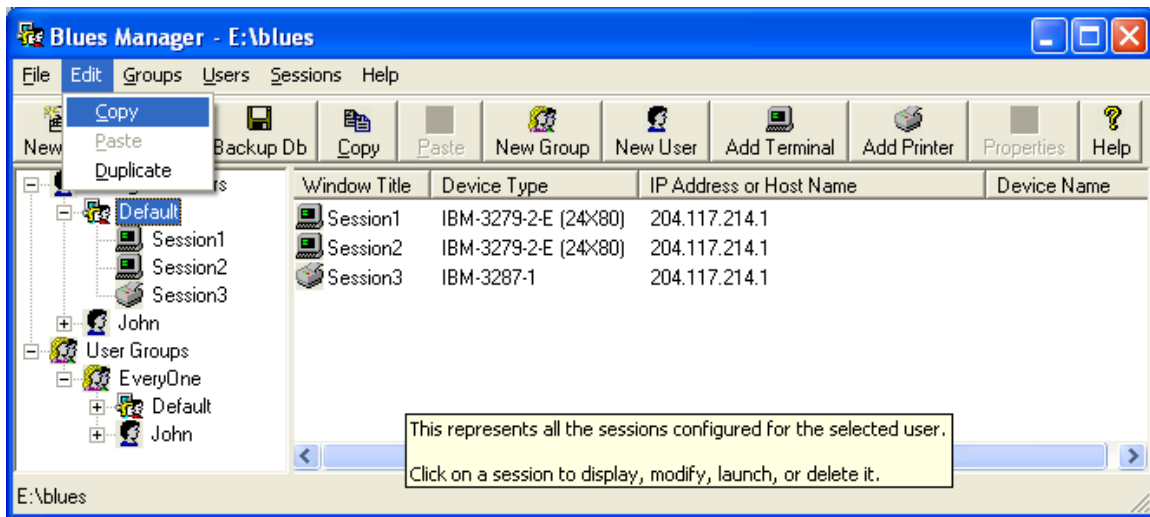 Blues Manager - E:\blues
File Edit Groups Users Sessions Help
Copy
Paste
Duplicate
New Backup Db Copy Paste New Group New User Add Terminal Add Printer Properties Help
Window Title Device Type IP Address or Host Name Device Name
Default
Session1
Session2
Session3
John
User Groups
EveryOne
Default
John
Session1 IBM-3279-2-E (24X80) 204.117.214.1
Session2 IBM-3279-2-E (24X80) 204.117.214.1
Session3 IBM-3287-1 204.117.214.1
This represents all the sessions configured for the selected user.
Click on a session to display, modify, launch, or delete it.
E:\blues